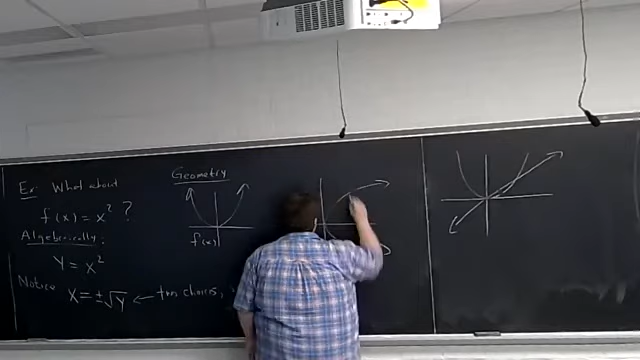 Ex: What about
f(x) = x² ?
Algebraically:
Y = x²
Notice
X = ±√Y ← two choices,
Geometry
f(x)